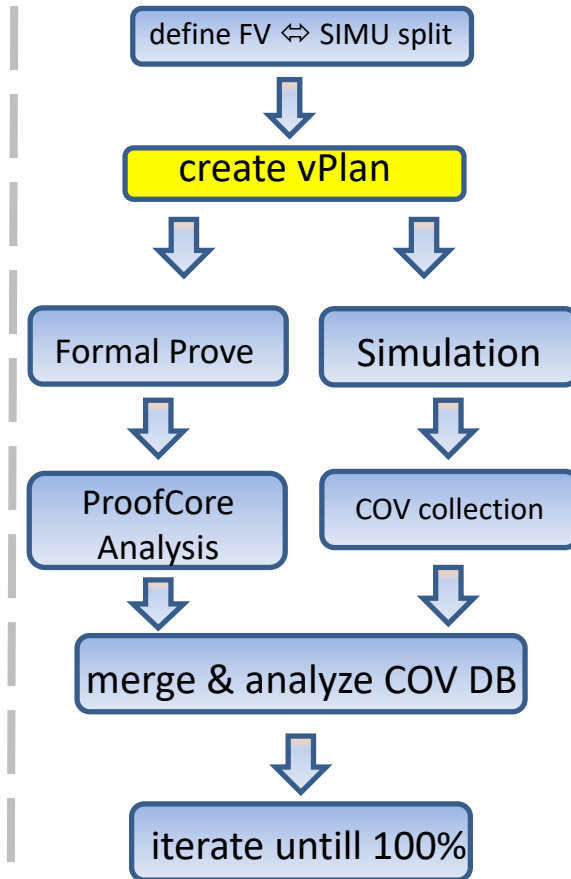 define FV ⇔ SIMU split
create vPlan
Formal Prove
Simulation
ProofCore
Analysis
COV collection
merge & analyze COV DB
iterate untill 100%